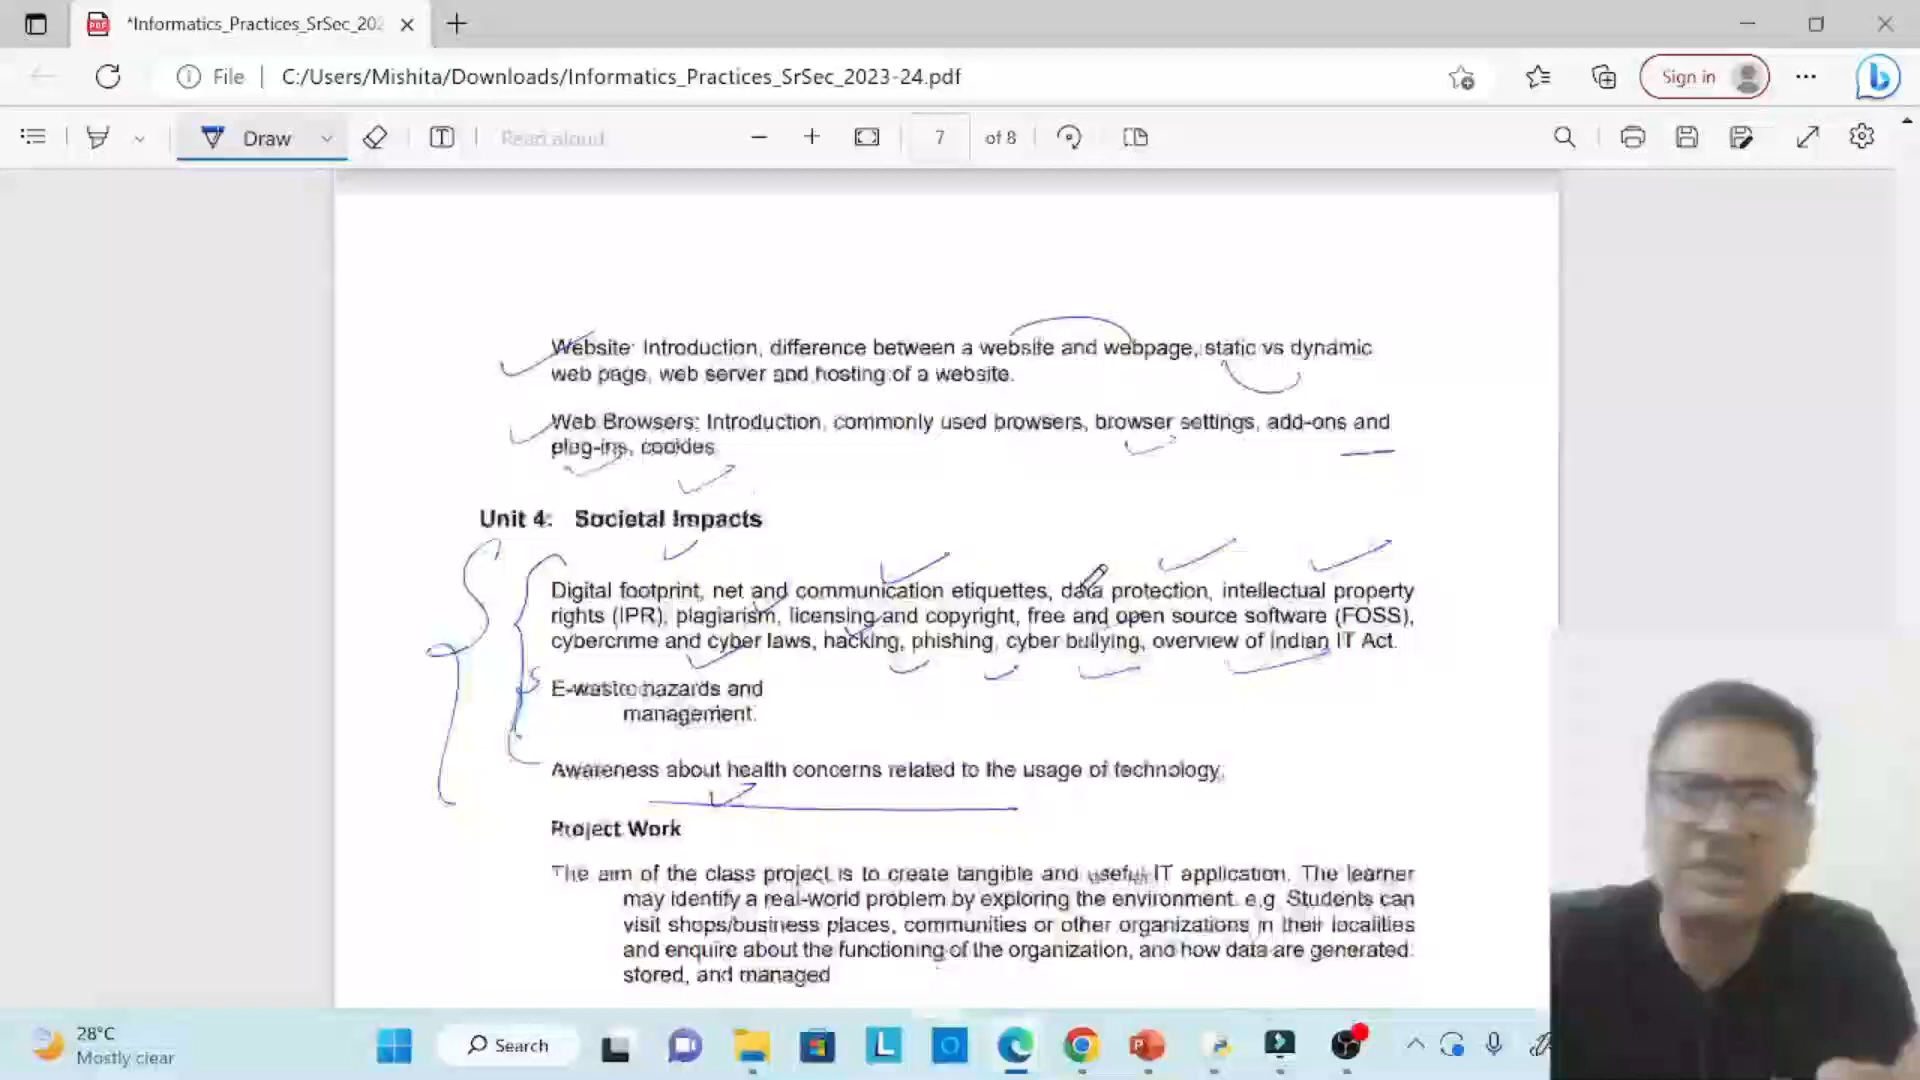 *Informatics_Practices_SrSec_202
File
C:/Users/Mishita/Downloads/Informatics_Practices_SrSec_2023-24.pdf
Sign in
Draw
Read aloud
7
of 8
Website: Introduction, difference between a website and webpage, static vs dynamic
web page, web server and hosting of a website.
Web Browsers: Introduction, commonly used browsers, browser settings, add-ons and
plug-ins, cookies.
Unit 4: Societal Impacts
Digital footprint, net and communication etiquettes, data protection, intellectual property
rights (IPR), plagiarism, licensing and copyright, free and open source software (FOSS),
cybercrime and cyber laws, hacking, phishing, cyber bullying, overview of Indian IT Act.
E-waste: hazards and
management.
Awareness about health concerns related to the usage of technology.
Project Work
The aim of the class project is to create tangible and useful IT application. The learner
may identify a real-world problem by exploring the environment. e.g. Students can
visit shops/business places, communities or other organizations in their localities
and enquire about the functioning of the organization, and how data are generated,
stored, and managed
28°C
Mostly clear
Search